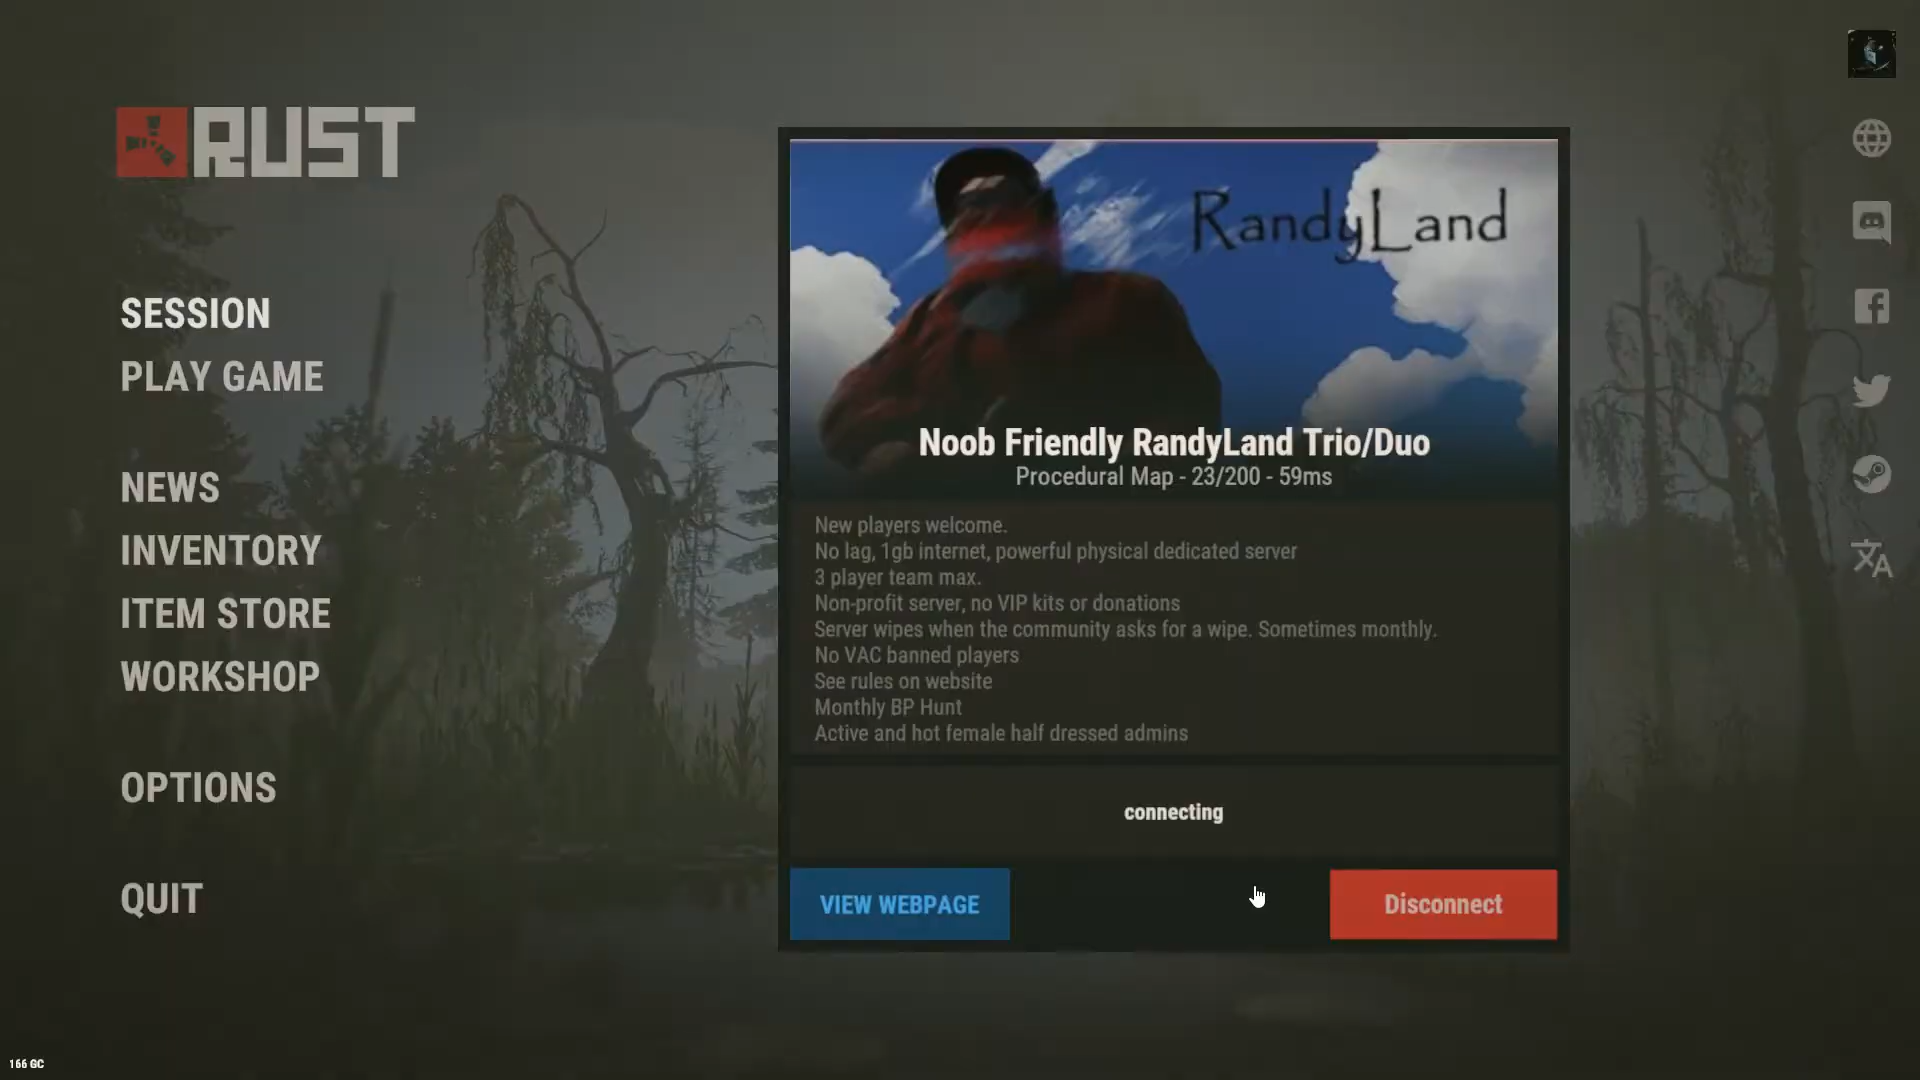 RUST
SESSION
PLAY GAME
NEWS
INVENTORY
ITEM STORE
WORKSHOP
OPTIONS
QUIT
RandyLand
Noob Friendly RandyLand Trio/Duo
Procedural Map - 23/200 - 59ms
New players welcome.
No lag, 1gb internet, powerful physical dedicated server
3 player team max.
Non-profit server, no VIP kits or donations
Server wipes when the community asks for a wipe. Sometimes monthly.
No VAC banned players
See rules on website
Monthly BP Hunt
Active and hot female half dressed admins
connecting
VIEW WEBPAGE
Disconnect
166 GC